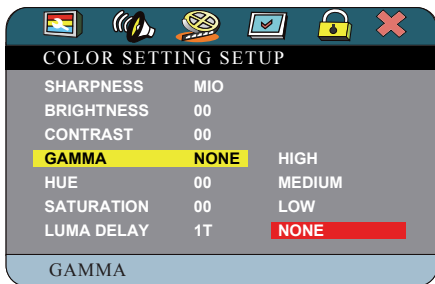 COLOR SETTING SETUP
SHARPNESS MIO
BRIGHTNESS 00
CONTRAST 00
GAMMA NONE HIGH
HUE 00 MEDIUM
SATURATION 00 LOW
LUMA DELAY 1T NONE
GAMMA